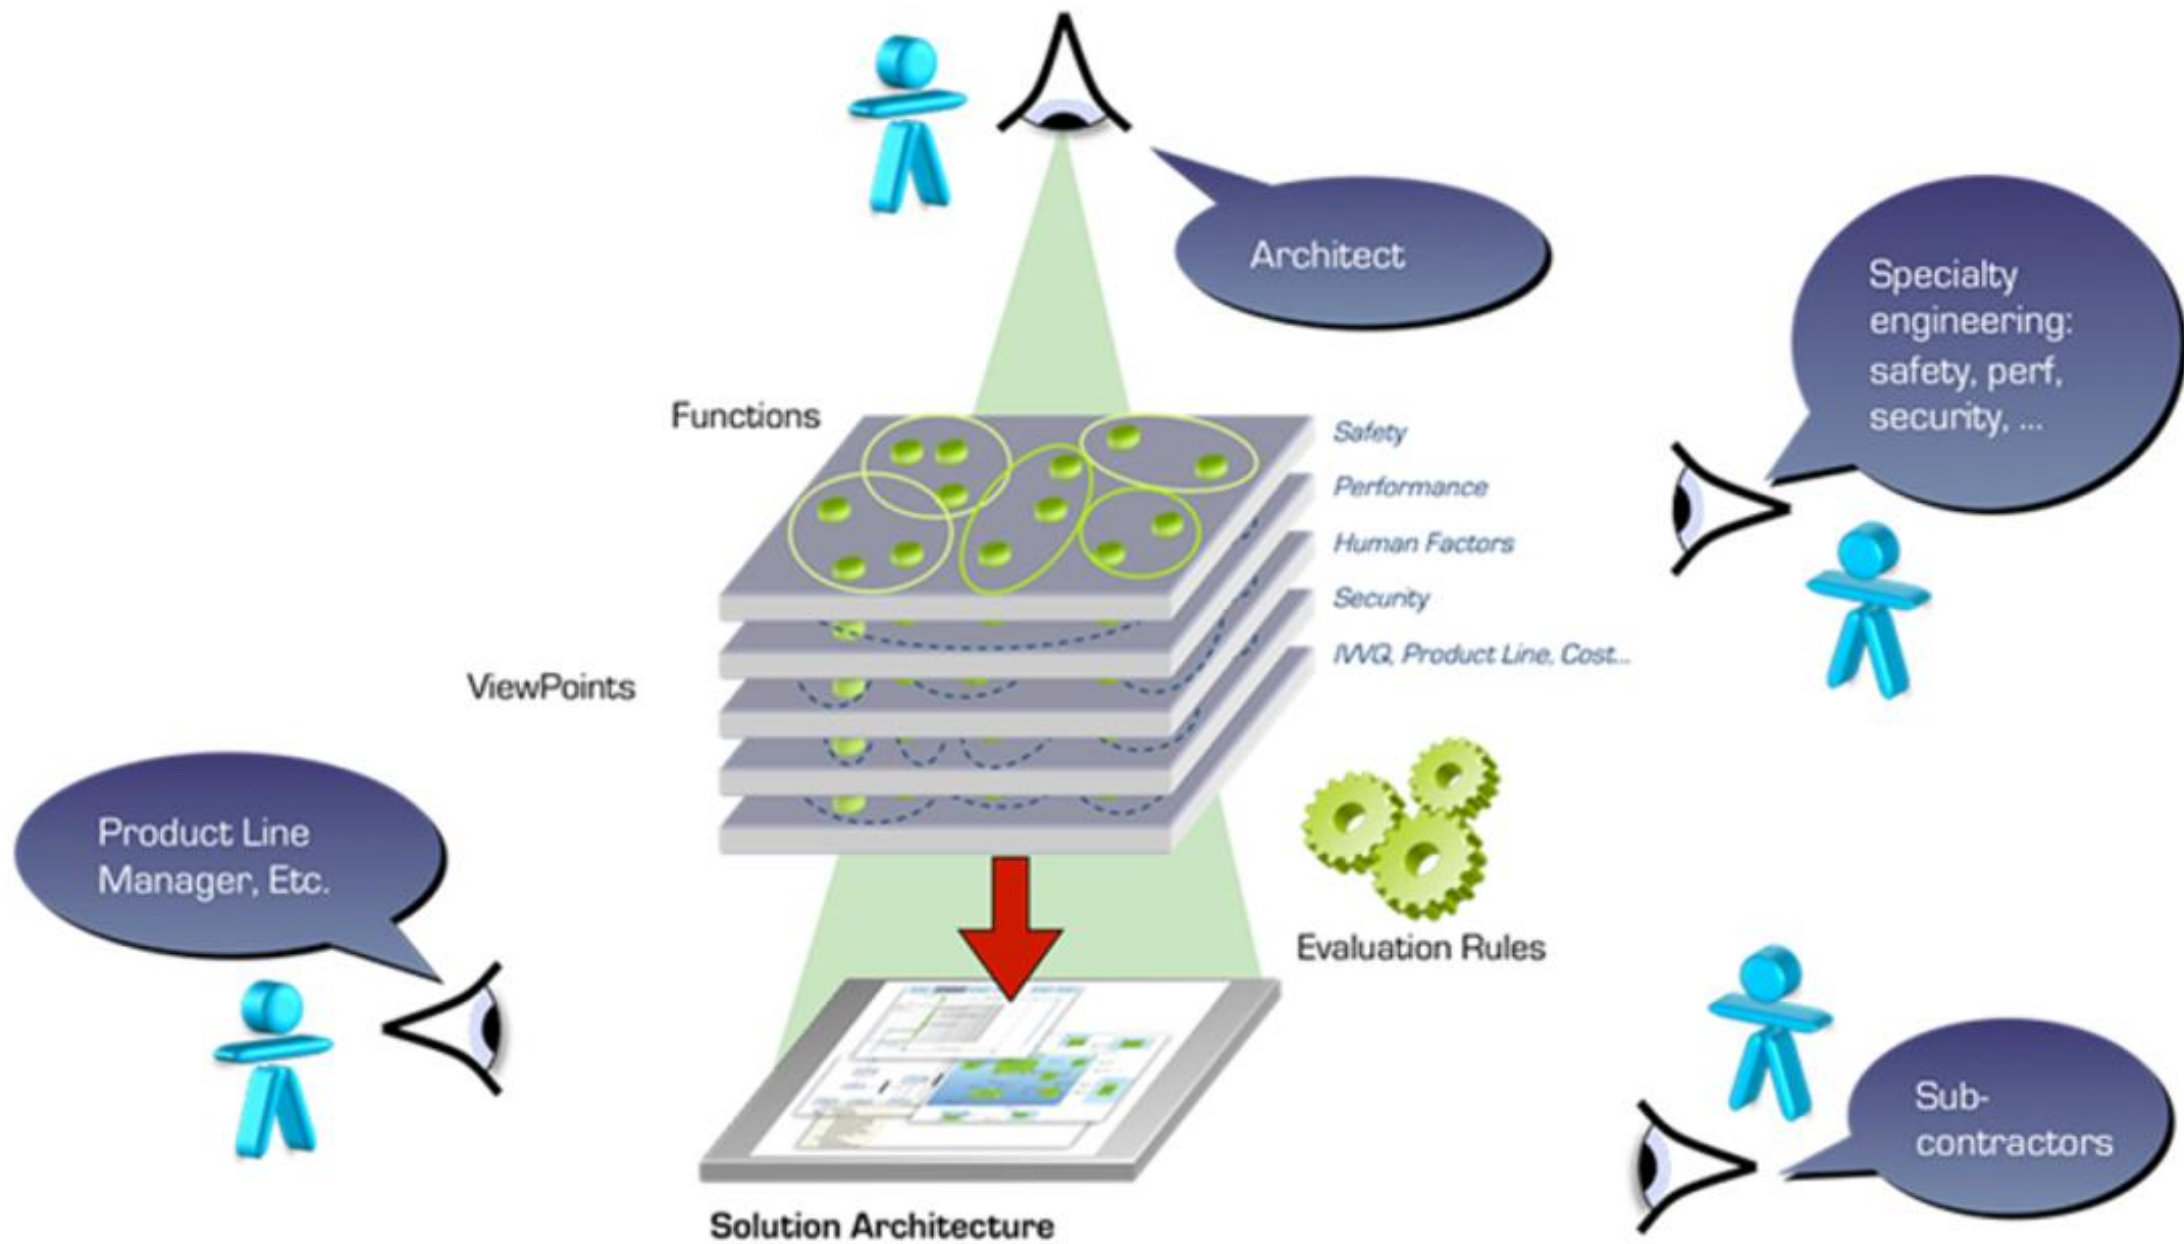 Architect
Specialty
engineering:
safety, perf,
security, ...
Functions
Safety
Performance
Human Factors
Security
IVVQ, Product Line, Cost...
ViewPoints
Product Line
Manager, Etc.
Evaluation Rules
Sub-
contractors
Solution Architecture